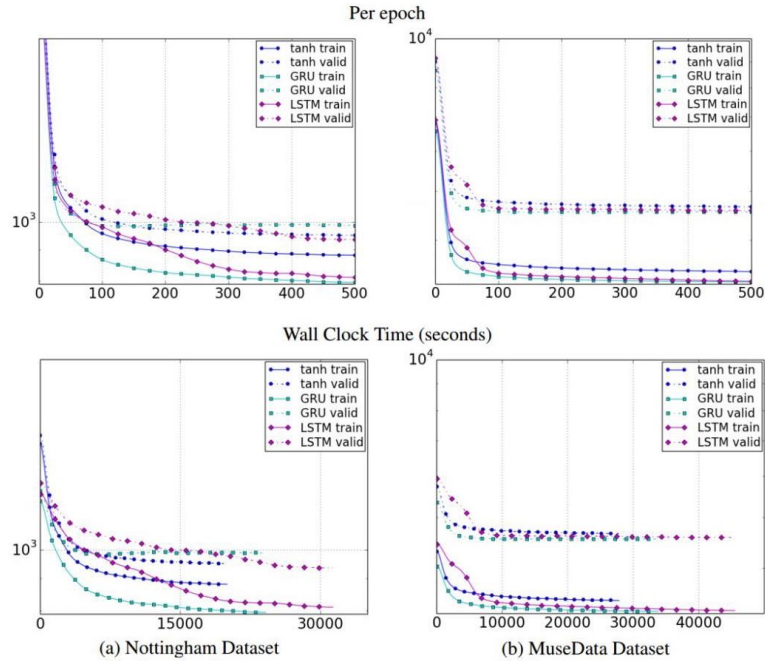 Per epoch
10^4
tanh train
tanh valid
GRU train
GRU valid
LSTM train
LSTM valid
10^3
0 100 200 300 400 500
tanh train
tanh valid
GRU train
GRU valid
LSTM train
LSTM valid
0 100 200 300 400 500
Wall Clock Time (seconds)
10^4
tanh train
tanh valid
GRU train
GRU valid
LSTM train
LSTM valid
10^3
0 15000 30000
tanh train
tanh valid
GRU train
GRU valid
LSTM train
LSTM valid
0 10000 20000 30000 40000
(a) Nottingham Dataset
(b) MuseData Dataset